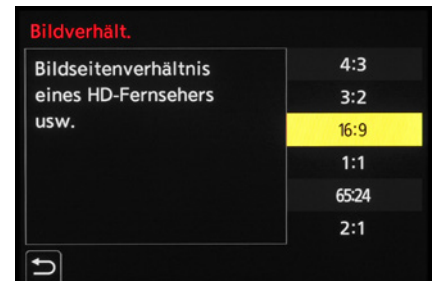 Bildverhält.
Bildseitenverhältnis
eines HD-Fernsehers
usw.
4:3
3:2
16:9
1:1
65:24
2:1